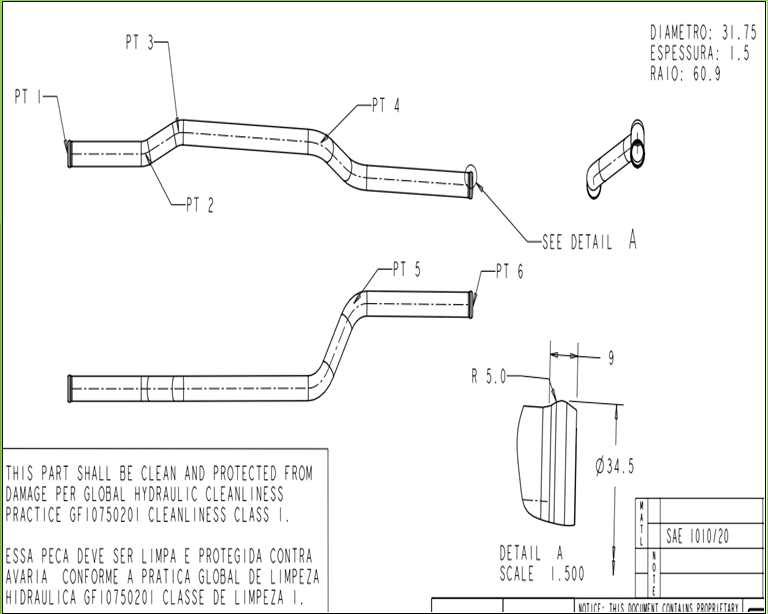 DIAMETRO: 31.75
ESPESSURA: 1.5
RAIO: 60.9
PT 3
PT 1
PT 4
PT 2
SEE DETAIL A
PT 5
PT 6
9
R 5.0
Ø34.5
DETAIL A
SCALE 1.500
THIS PART SHALL BE CLEAN AND PROTECTED FROM
DAMAGE PER GLOBAL HYDRAULIC CLEANLINESS
PRACTICE GF10750201 CLEANLINESS CLASS 1.
ESSA PECA DEVE SER LIMPA E PROTEGIDA CONTRA
AVARIA CONFORME A PRATICA GLOBAL DE LIMPEZA
HIDRAULICA GF10750201 CLASSE DE LIMPEZA 1.
MATL
SAE 1010/20
NOTE
NOTICE: THIS DOCUMENT CONTAINS PROPRIETARY